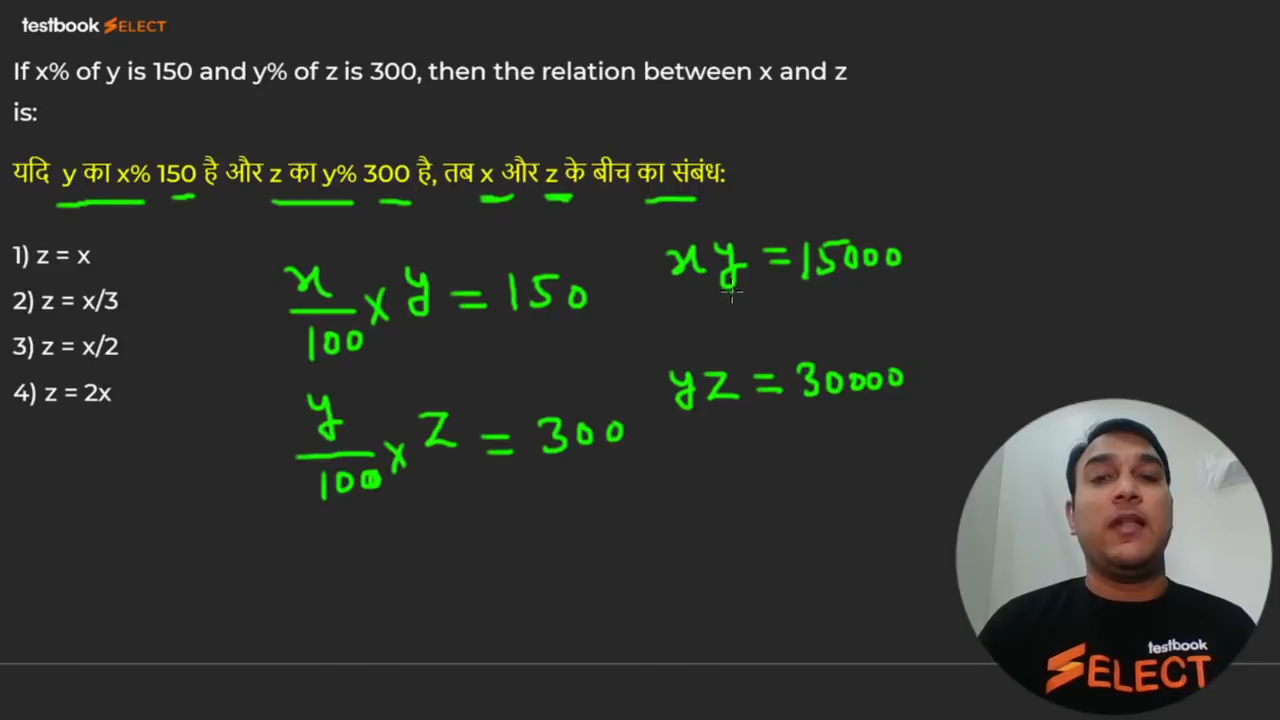 testbook SELECT
If x% of y is 150 and y% of z is 300, then the relation between x and z
is:
यदि y का x% 150 है और z का y% 300 है, तब x और z के बीच का संबंध:
1) z = x
2) z = x/3
3) z = x/2
4) z = 2x
x/100 × y = 150
y/100 × z = 300
xy = 15000
yz = 30000
testbook
SELECT